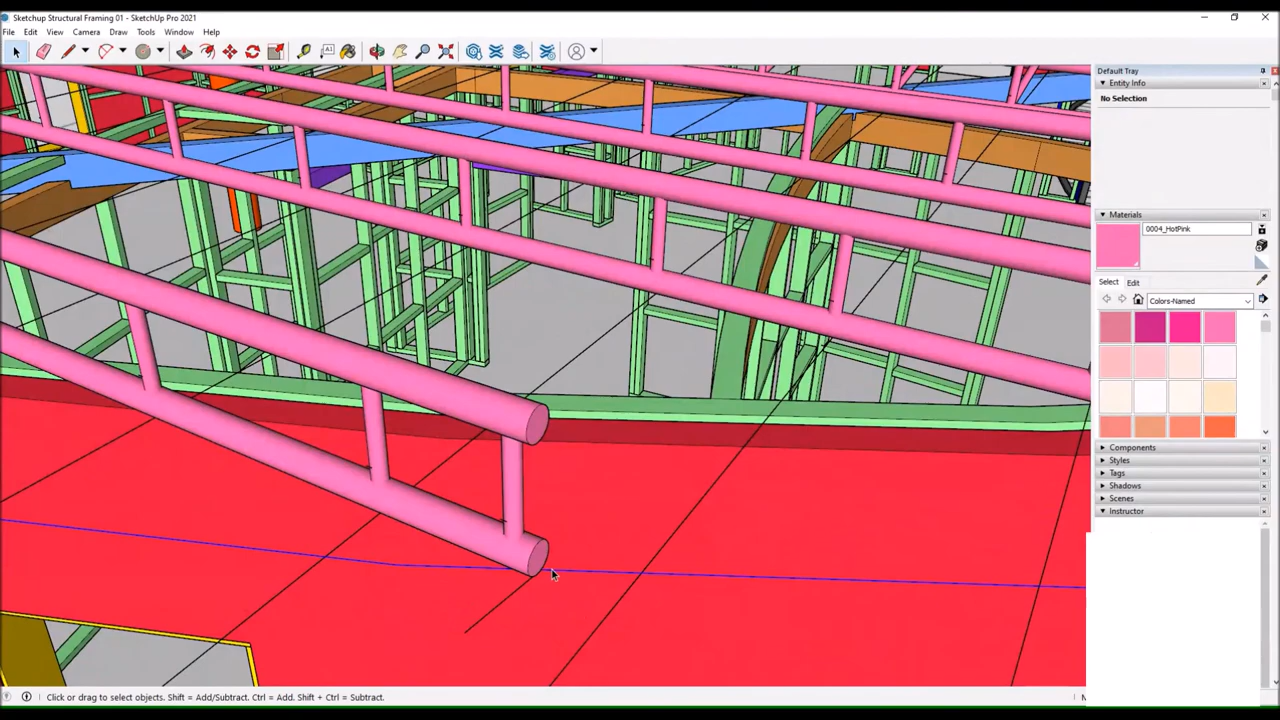 Sketchup Structural Framing 01 - SketchUp Pro 2021
File Edit View Camera Draw Tools Window Help
A1
Default Tray
Entity Info
No Selection
Materials
0004_HotPink
Select Edit
Colors-Named
Components
Styles
Tags
Shadows
Scenes
Instructor
Click or drag to select objects. Shift = Add/Subtract. Ctrl = Add. Shift + Ctrl = Subtract.